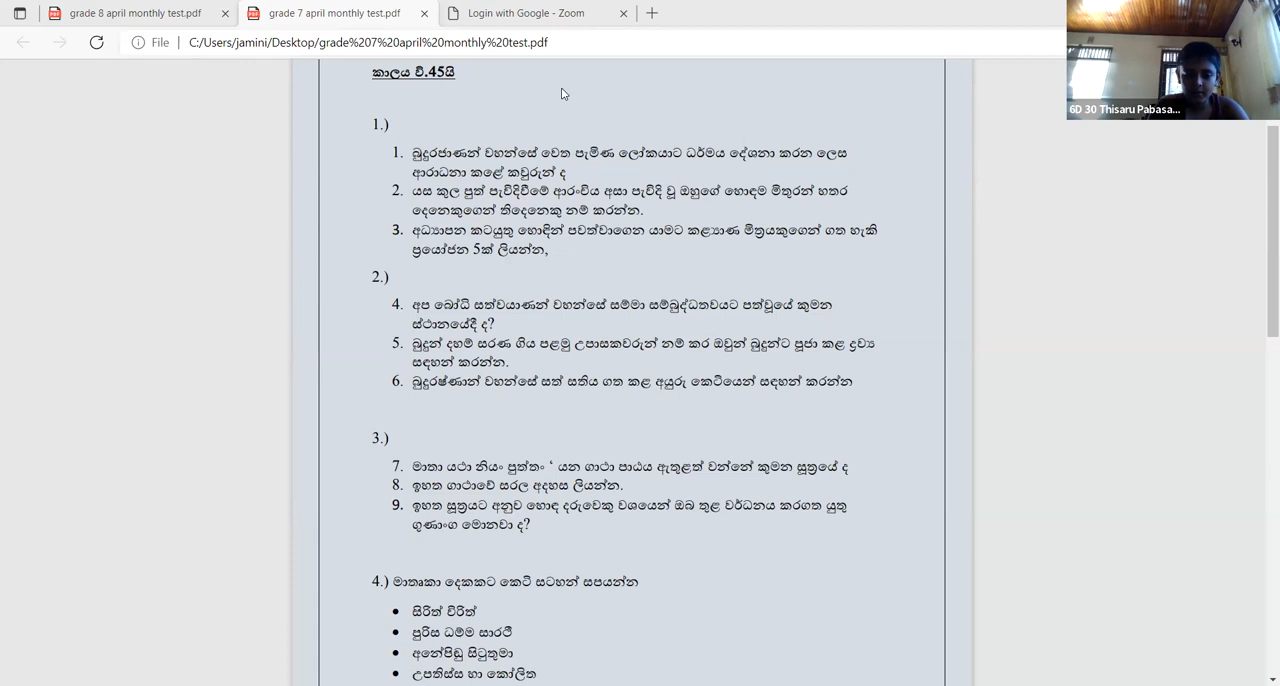 grade 8 april monthly test.pdf
grade 7 april monthly test.pdf
Login with Google - Zoom
File
C:/Users/jamini/Desktop/grade%207%20april%20monthly%20test.pdf
6D 30 Thisaru Pabasa...
කාලය වි.45යි
1.)
1. බුදුරජාණන් වහන්සේ වෙත පැමිණ ලෝකයාට ධර්මය දේශනා කරන ලෙස
ආරාධනා කළේ කවුරුන් ද
2. යස කුල පුත් පැවිදිවීමේ ආරංචිය අසා පැවිදි වූ ඔහුගේ හොඳම මිතුරන් හතර
දෙනෙකුගෙන් තිදෙනෙකු නම් කරන්න.
3. අධ්‍යාපන කටයුතු හොඳින් පවත්වාගෙන යාමට කළ්‍යාණ මිත්‍රයකුගෙන් ගත හැකි
ප්‍රයෝජන 5ක් ලියන්න,
2.)
4. අප බෝධි සත්වයාණන් වහන්සේ සම්මා සම්බුද්ධතවයට පත්වූයේ කුමන
ස්ථානයේදී ද?
5. බුදුන් දහම් සරණ ගිය පළමු උපාසකවරුන් නම් කර ඔවුන් බුදුන්ට පූජා කළ ද්‍රව්‍ය
සඳහන් කරන්න.
6. බුදුරෂ්ණාන් වහන්සේ සත් සතිය ගත කළ අයුරු කෙටියෙන් සඳහන් කරන්න
3.)
7. මාතා යථා නියං පුත්තං ‘ යන ගාථා පාඨය ඇතුළත් වන්නේ කුමන සූත්‍රයේ ද
8. ඉහත ගාථාවේ සරල අදහස ලියන්න.
9. ඉහත සූත්‍රයට අනුව හොඳ දරුවෙකු වශයෙන් ඔබ තුළ වර්ධනය කරගත යුතු
ගුණාංග මොනවා ද?
4.) මාතෘකා දෙකකට කෙටි සටහන් සපයන්න
• සිරිත් විරිත්
• පුරිස ධම්ම සාරථී
• අනේපිඬු සිටුතුමා
• උපතිස්ස හා කෝලිත